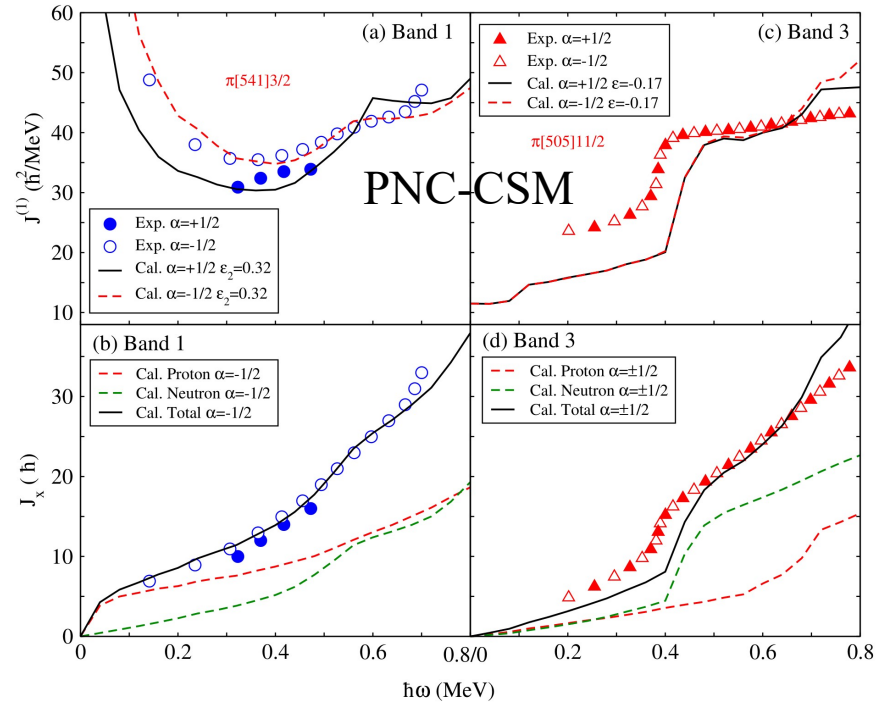 60
50
40
30
20
10
J⁽¹⁾ (ħ²/MeV)
(a) Band 1
π[541]3/2
Exp. α=+1/2
Exp. α=-1/2
Cal. α=+1/2 ε₂=0.32
Cal. α=-1/2 ε₂=0.32
(c) Band 3
Exp. α=+1/2
Exp. α=-1/2
Cal. α=+1/2 ε=-0.17
Cal. α=-1/2 ε=-0.17
π[505]11/2
PNC-CSM
30
20
10
0
Jₓ (ħ)
(b) Band 1
Cal. Proton α=-1/2
Cal. Neutron α=-1/2
Cal. Total α=-1/2
(d) Band 3
Cal. Proton α=±1/2
Cal. Neutron α=±1/2
Cal. Total α=±1/2
0 0.2 0.4 0.6 0.8/0 0.2 0.4 0.6 0.8
ħω (MeV)